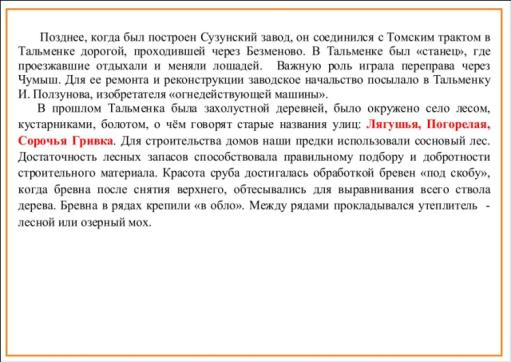 Позднее, когда был построен Сузунский завод, он соединился с Томским трактом в
Тальменке дорогой, проходившей через Безменово. В Тальменке был «станец», где
проезжавшие отдыхали и меняли лошадей. Важную роль играла переправа через
Чумыш. Для ее ремонта и реконструкции заводское начальство посылало в Тальменку
И. Ползунова, изобретателя «огнедействующей машины».
В прошлом Тальменка была захолустной деревней, было окружено село лесом,
кустарниками, болотом, о чём говорят старые названия улиц: Лягушья, Погорелая,
Сорочья Гривка. Для строительства домов наши предки использовали сосновый лес.
Достаточность лесных запасов способствовала правильному подбору и добротности
строительного материала. Красота сруба достигалась обработкой бревен «под скобу»,
когда бревна после снятия верхнего, обтесывались для выравнивания всего ствола
дерева. Бревна в рядах крепили «в обло». Между рядами прокладывался утеплитель -
лесной или озерный мох.